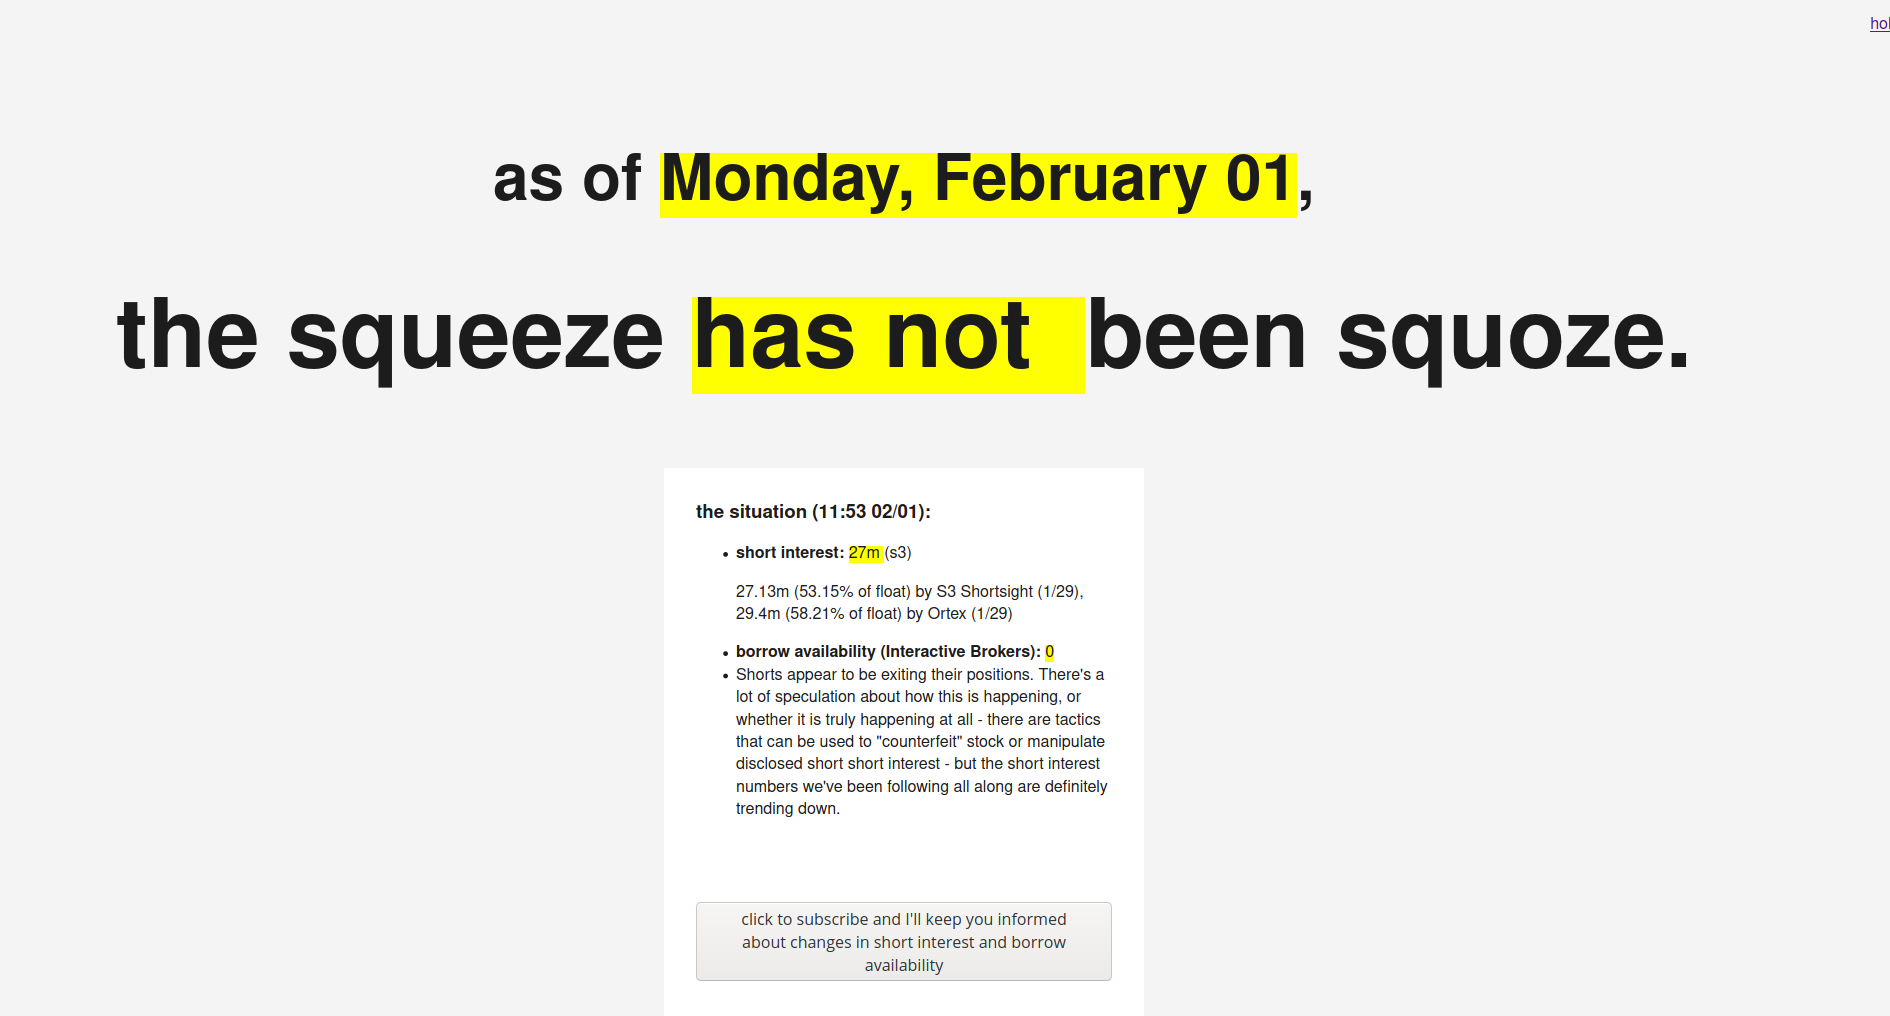 as of Monday, February 01,
the squeeze has not been squoze.
the situation (11:53 02/01):
• short interest: 27m (s3)
27.13m (53.15% of float) by S3 Shortsight (1/29),
29.4m (58.21% of float) by Ortex (1/29)
• borrow availability (Interactive Brokers): 0
• Shorts appear to be exiting their positions. There's a
lot of speculation about how this is happening, or
whether it is truly happening at all - there are tactics
that can be used to "counterfeit" stock or manipulate
disclosed short short interest - but the short interest
numbers we've been following all along are definitely
trending down.
click to subscribe and I'll keep you informed
about changes in short interest and borrow
availability